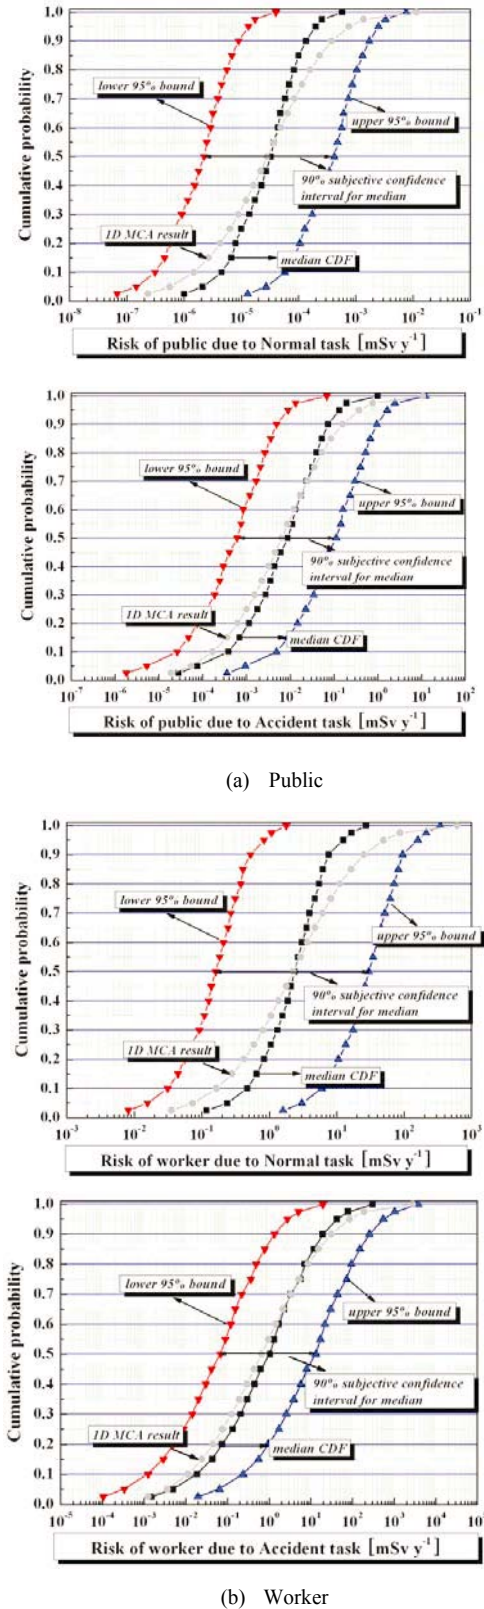 1.0
0.9
0.8
0.7
0.6
0.5
0.4
0.3
0.2
0.1
0.0
Cumulative probability
lower 95% bound
upper 95% bound
90% subjective confidence
interval for median
1D MCA result
median CDF
10⁻⁸ 10⁻⁷ 10⁻⁶ 10⁻⁵ 10⁻⁴ 10⁻³ 10⁻² 10⁻¹
Risk of public due to Normal task [mSv y⁻¹]
1.0
0.9
0.8
0.7
0.6
0.5
0.4
0.3
0.2
0.1
0.0
Cumulative probability
lower 95% bound
upper 95% bound
90% subjective confidence
interval for median
1D MCA result
median CDF
10⁻⁷ 10⁻⁶ 10⁻⁵ 10⁻⁴ 10⁻³ 10⁻² 10⁻¹ 10⁰ 10¹ 10²
Risk of public due to Accident task [mSv y⁻¹]
(a) Public
1.0
0.9
0.8
0.7
0.6
0.5
0.4
0.3
0.2
0.1
0.0
Cumulative probability
lower 95% bound
upper 95% bound
90% subjective confidence
interval for median
1D MCA result
median CDF
10⁻³ 10⁻² 10⁻¹ 10⁰ 10¹ 10² 10³
Risk of worker due to Normal task [mSv y⁻¹]
1.0
0.9
0.8
0.7
0.6
0.5
0.4
0.3
0.2
0.1
0.0
Cumulative probability
lower 95% bound
upper 95% bound
90% subjective confidence
interval for median
1D MCA result
median CDF
10⁻⁵ 10⁻⁴ 10⁻³ 10⁻² 10⁻¹ 10⁰ 10¹ 10² 10³ 10⁴ 10⁵
Risk of worker due to Accident task [mSv y⁻¹]
(b) Worker